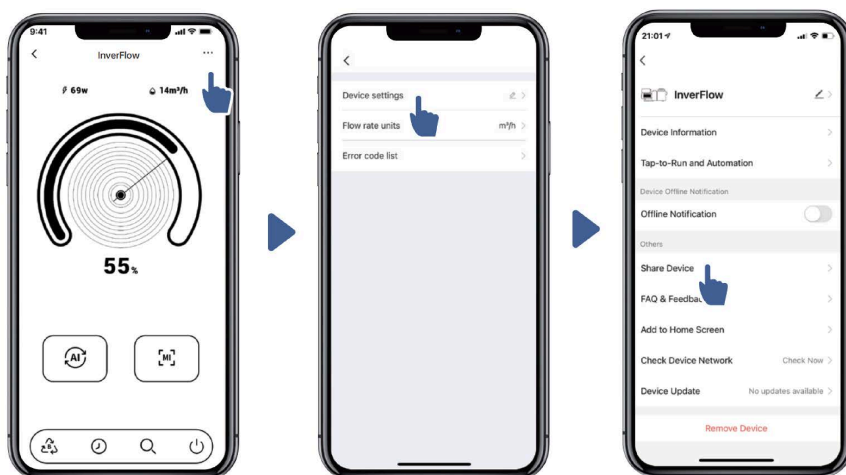 9:41
InverFlow
69w
14m³/h
55%
AI
MI
B
Device settings
Flow rate units m³/h
Error code list
21:01
InverFlow
Device Information
Tap-to-Run and Automation
Device Offline Notification
Offline Notification
Others
Share Device
FAQ & Feedba
Add to Home Screen
Check Device Network Check Now
Device Update No updates available
Remove Device